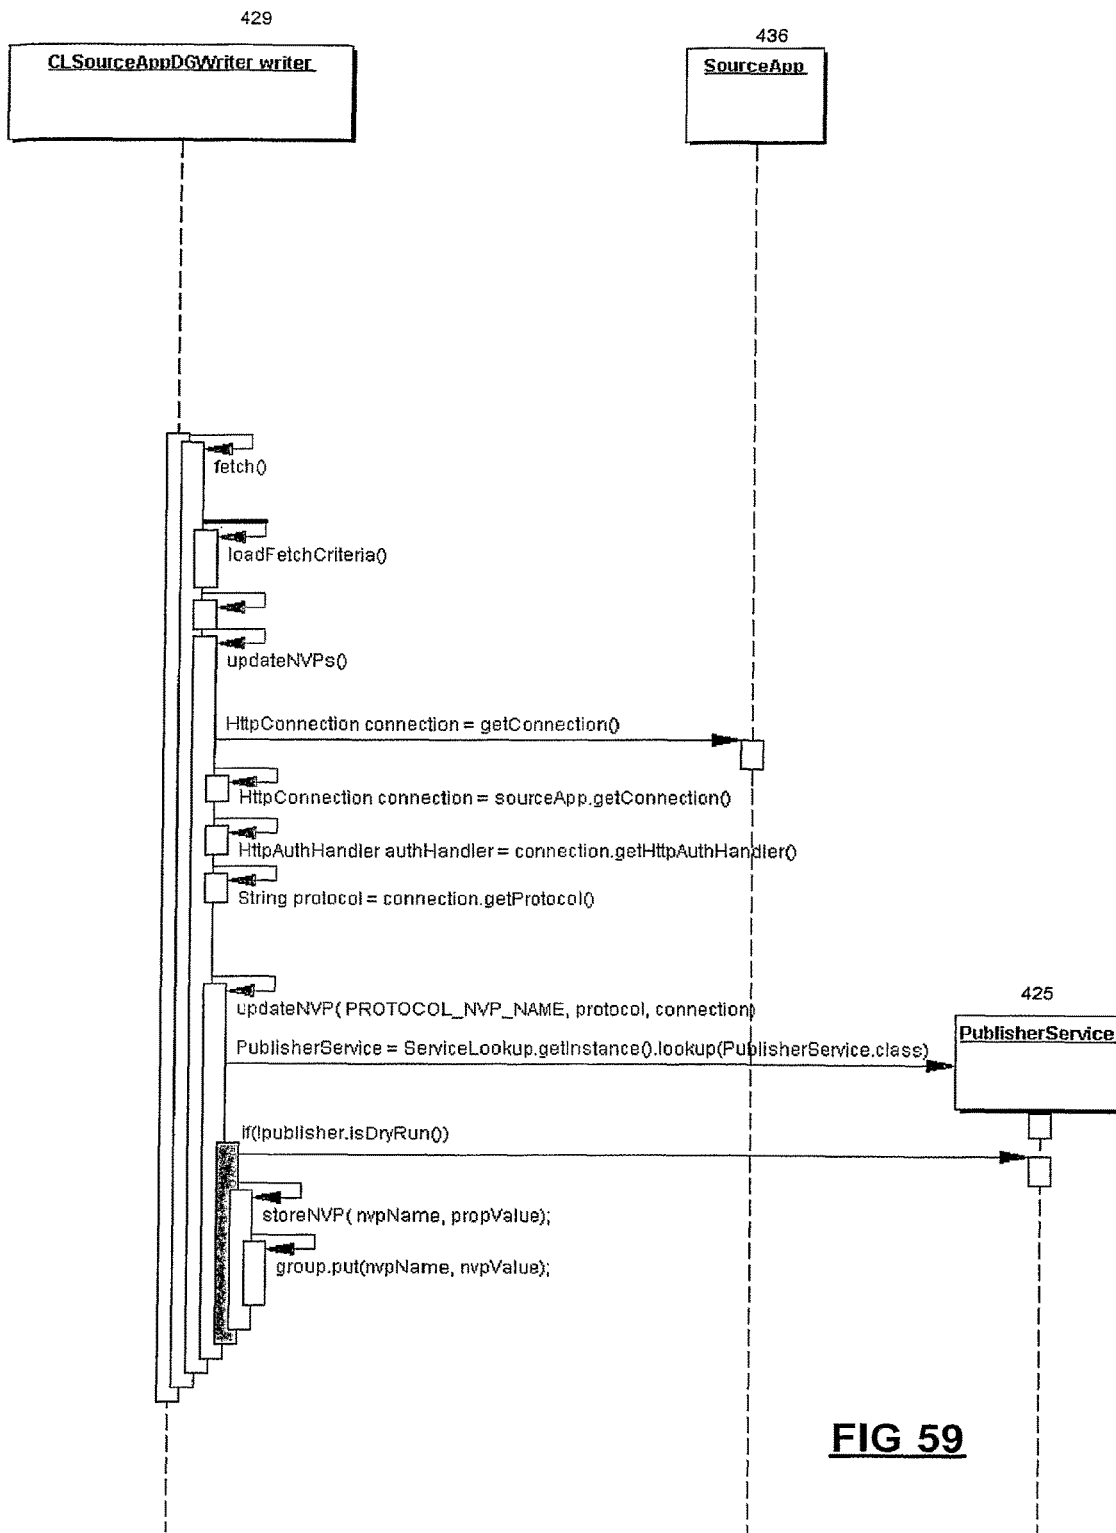 429
436
CLSourceAppDGWriter writer
SourceApp
fetch()
loadFetchCriteria()
updateNVPs()
HttpConnection connection = getConnection()
HttpConnection connection = sourceApp.getConnection()
HttpAuthHandler authHandler = connection.getHttpAuthHandler()
String protocol = connection.getProtocol()
425
updateNVP( PROTOCOL_NVP_NAME, protocol, connection)
PublisherService
PublisherService = ServiceLookup.getInstance().lookup(PublisherService.class)
if(!publisher.isDryRun())
storeNVP( nvpName, propValue);
group.put(nvpName, nvpValue);
FIG 59